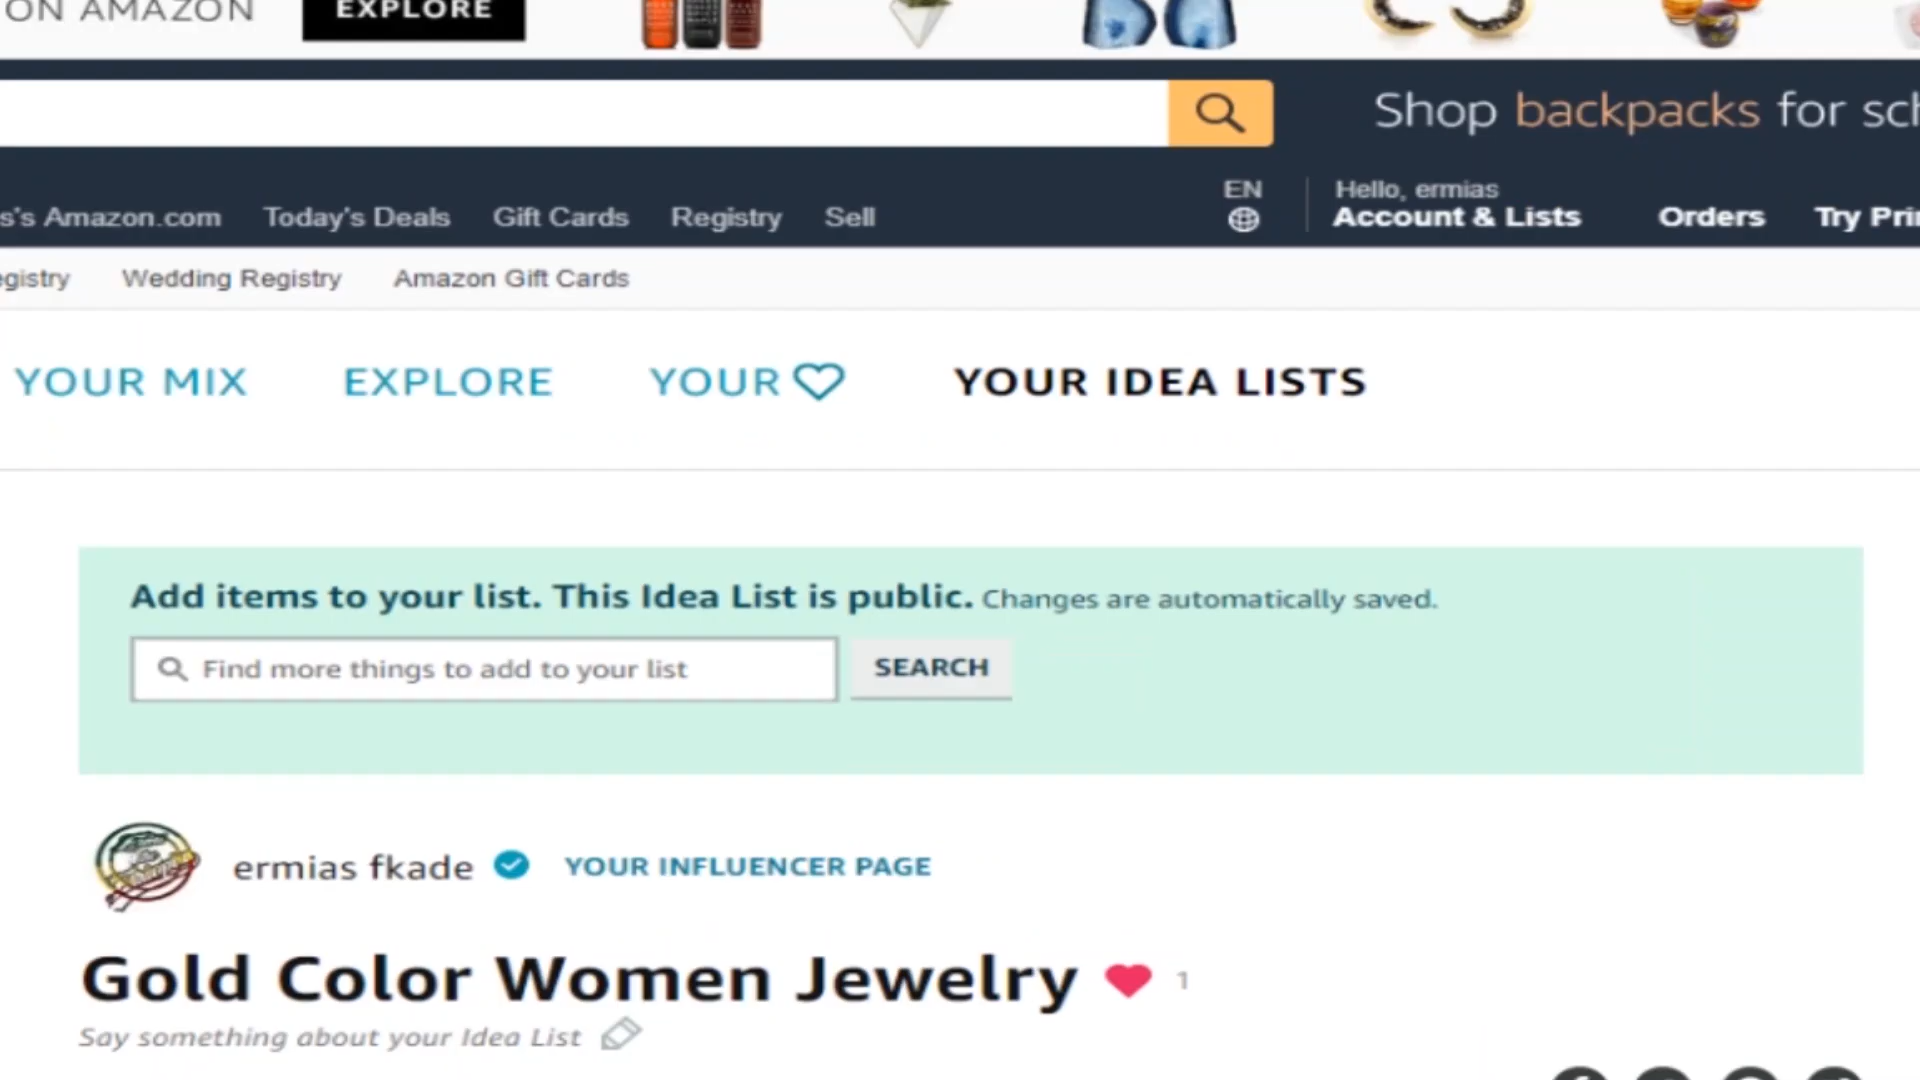 ON AMAZON EXPLORE
Shop backpacks for sch
EN Hello, ermias
s's Amazon.com Today's Deals Gift Cards Registry Sell Account & Lists Orders Try Pri
egistry Wedding Registry Amazon Gift Cards
YOUR MIX EXPLORE YOUR YOUR IDEA LISTS
Add items to your list. This Idea List is public. Changes are automatically saved.
Find more things to add to your list SEARCH
ermias fkade YOUR INFLUENCER PAGE
Gold Color Women Jewelry 1
Say something about your Idea List